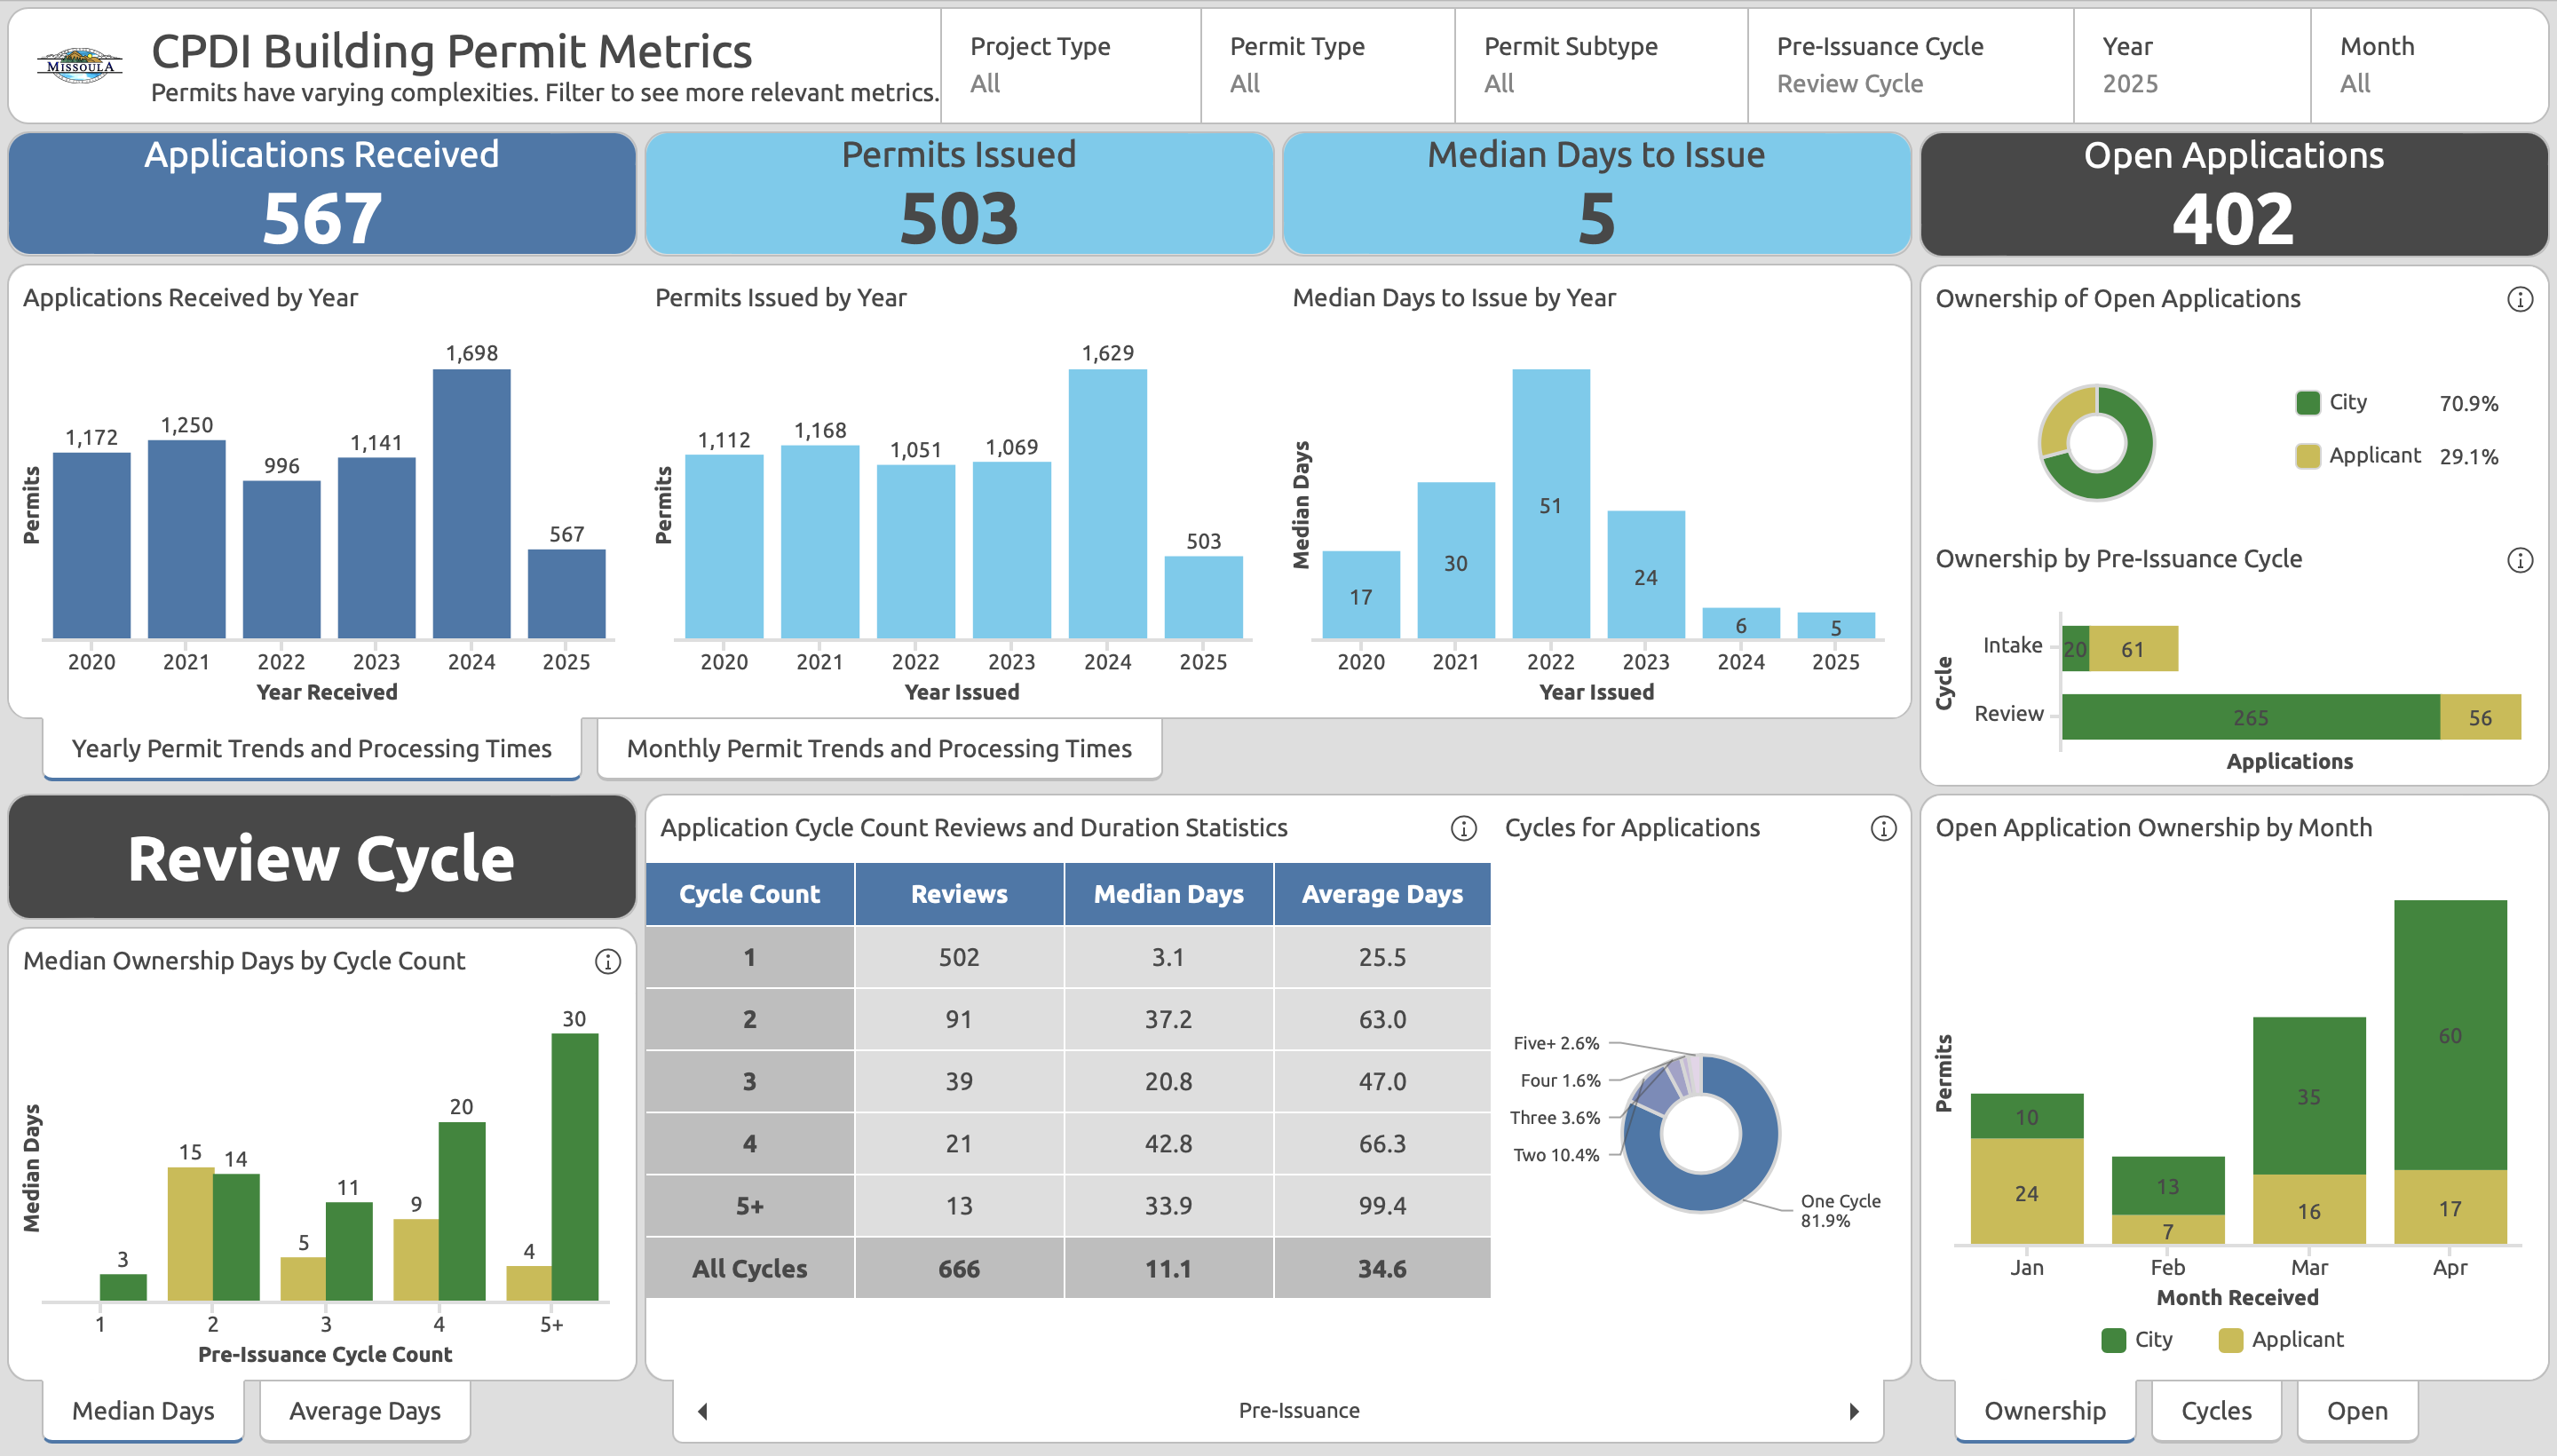 MISSOULA
CPDI Building Permit Metrics
Permits have varying complexities. Filter to see more relevant metrics.
Project Type
All
Permit Type
All
Permit Subtype
All
Pre-Issuance Cycle
Review Cycle
Year
2025
Month
All
Applications Received
567
Permits Issued
503
Median Days to Issue
5
Open Applications
402
Applications Received by Year
Permits
1,172
1,250
996
1,141
1,698
567
2020 2021 2022 2023 2024 2025
Year Received
Permits Issued by Year
Permits
1,112
1,168
1,051
1,069
1,629
503
2020 2021 2022 2023 2024 2025
Year Issued
Median Days to Issue by Year
Median Days
17
30
51
24
6
5
2020 2021 2022 2023 2024 2025
Year Issued
Yearly Permit Trends and Processing Times
Monthly Permit Trends and Processing Times
Ownership of Open Applications
City 70.9%
Applicant 29.1%
Ownership by Pre-Issuance Cycle
Cycle
Intake 20 61
Review 265 56
Applications
Review Cycle
Median Ownership Days by Cycle Count
Median Days
3
15
14
5
11
9
20
4
30
1 2 3 4 5+
Pre-Issuance Cycle Count
Median Days
Average Days
Application Cycle Count Reviews and Duration Statistics
Cycle Count Reviews Median Days Average Days
1 502 3.1 25.5
2 91 37.2 63.0
3 39 20.8 47.0
4 21 42.8 66.3
5+ 13 33.9 99.4
All Cycles 666 11.1 34.6
Cycles for Applications
Five+ 2.6%
Four 1.6%
Three 3.6%
Two 10.4%
One Cycle
81.9%
Pre-Issuance
Open Application Ownership by Month
Permits
10
24
13
7
35
16
60
17
Jan Feb Mar Apr
Month Received
City Applicant
Ownership
Cycles
Open